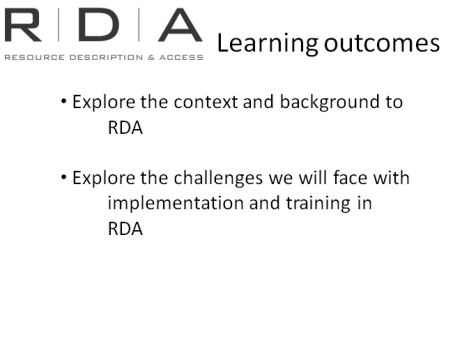 R|D|A
RESOURCE DESCRIPTION & ACCESS
Learning outcomes
• Explore the context and background to
RDA
• Explore the challenges we will face with
implementation and training in
RDA